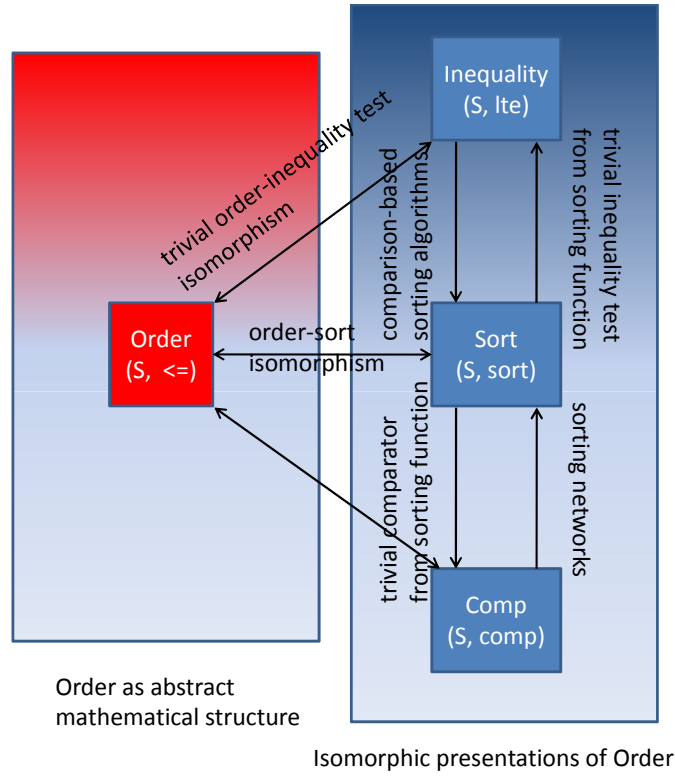 Inequality
(S, lte)
trivial order-inequality test
isomorphism
comparison-based
sorting algorithms
trivial inequality test
from sorting function
Order
(S, <=)
order-sort
isomorphism
Sort
(S, sort)
trivial comparator
from sorting function
sorting networks
Comp
(S, comp)
Order as abstract
mathematical structure
Isomorphic presentations of Order